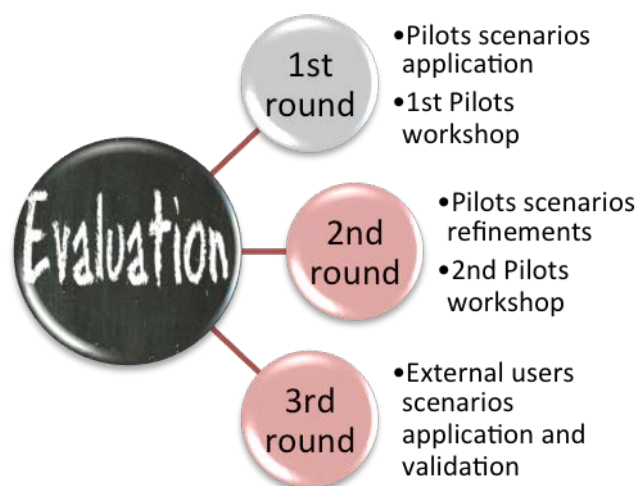 1st
round
•Pilots scenarios
application
•1st Pilots
workshop
Evaluation
2nd
round
•Pilots scenarios
refinements
•2nd Pilots
workshop
3rd
round
•External users
scenarios
application and
validation